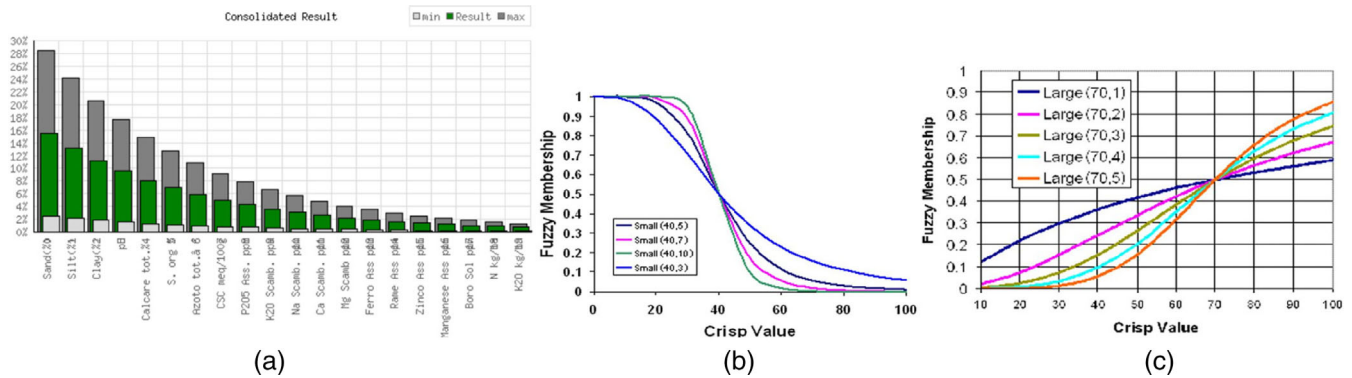 Consolidated Result
min Result max
30%
28%
26%
24%
22%
20%
18%
16%
14%
12%
10%
8%
6%
4%
2%
0%
Calcare tot.
S. org
Azoto tot.
CSC meq/100g
P2O5 Ass.
K2O Scamb.
Na Scamb.
Ca Scamb.
Mg Scamb
Ferro Ass
Rame Ass
Zinco Ass
Manganese Ass
Boro Sol
N kg/
K2O kg/
(a)
Fuzzy Membership
1
0.9
0.8
0.7
0.6
0.5
0.4
0.3
0.2
0.1
0
Small (40,5)
Small (40,7)
Small (40,10)
Small (40,3)
0 20 40 60 80 100
Crisp Value
(b)
Fuzzy Membership
1
0.9
0.8
0.7
0.6
0.5
0.4
0.3
0.2
0.1
0
Large (70,1)
Large (70,2)
Large (70,3)
Large (70,4)
Large (70,5)
10 20 30 40 50 60 70 80 90 100
Crisp Value
(c)